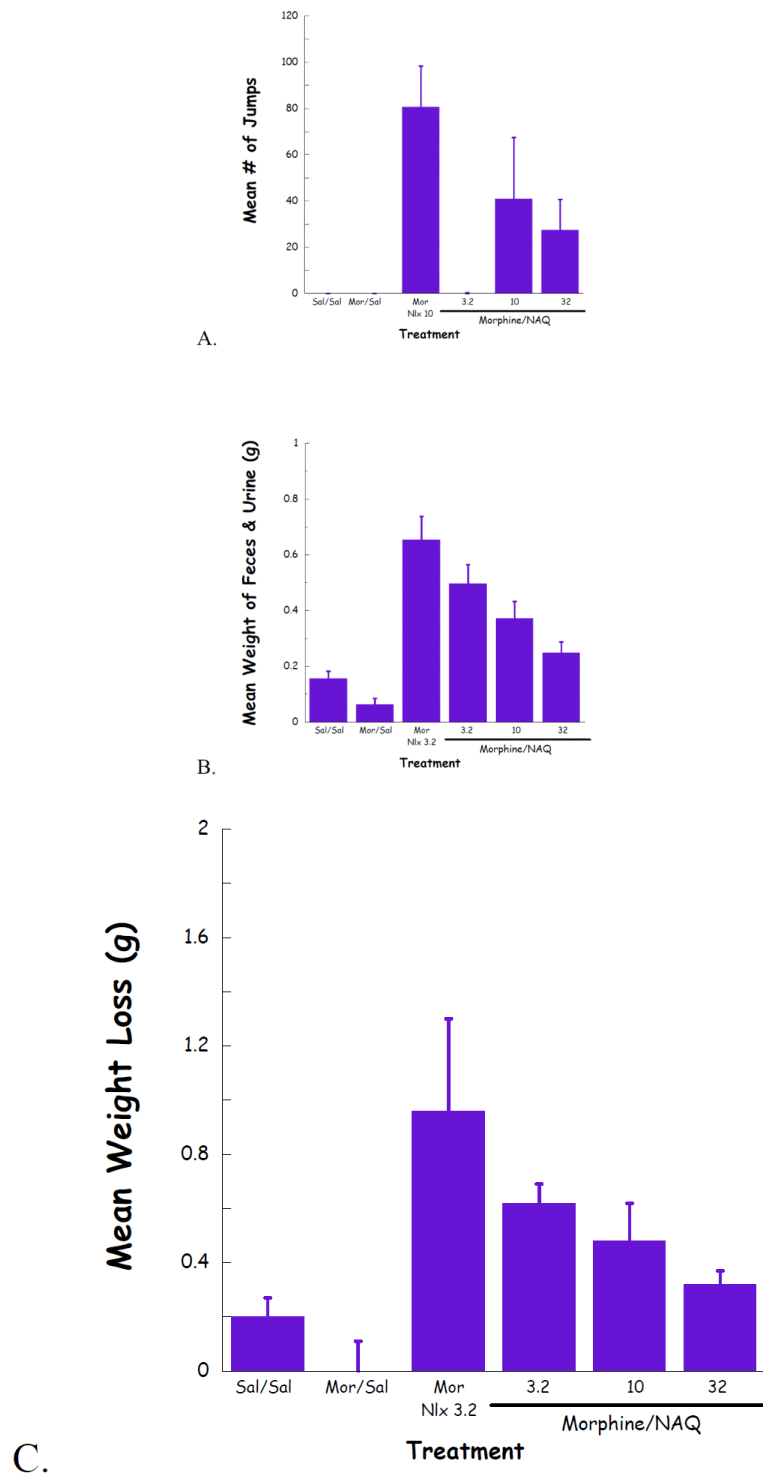 120
100
80
60
40
20
0
Mean # of Jumps
Sal/Sal Mor/Sal Mor 3.2 10 32
Nlx 10 Morphine/NAQ
Treatment
A.
1
0.8
0.6
0.4
0.2
0
Mean Weight of Feces & Urine (g)
Sal/Sal Mor/Sal Mor 3.2 10 32
Nlx 3.2 Morphine/NAQ
Treatment
B.
2
1.6
1.2
0.8
0.4
0
Mean Weight Loss (g)
Sal/Sal Mor/Sal Mor 3.2 10 32
Nlx 3.2 Morphine/NAQ
Treatment
C.